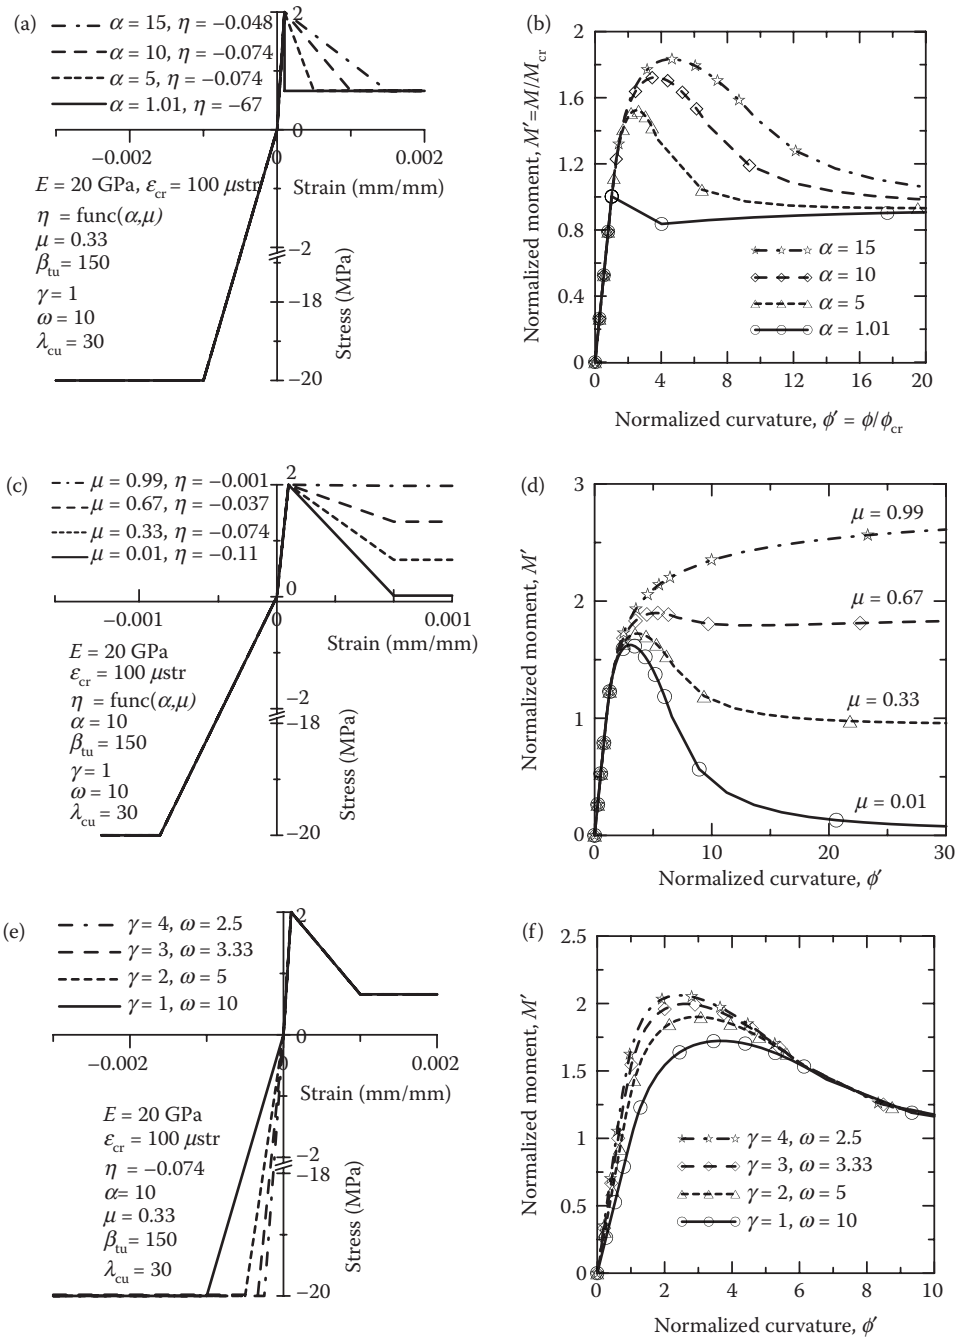 (a)
α = 15, η = −0.048
α = 10, η = −0.074
α = 5, η = −0.074
α = 1.01, η = −67
2
0
−0.002
0
0.002
Strain (mm/mm)
E = 20 GPa, εcr = 100 μstr
η = func(α,μ)
μ = 0.33
βtu = 150
γ = 1
ω = 10
λcu = 30
−2
−18
−20
Stress (MPa)
(b)
2
1.6
1.2
0.8
0.4
0
Normalized moment, M′ = M/Mcr
α = 15
α = 10
α = 5
α = 1.01
0 4 8 12 16 20
Normalized curvature, ϕ′ = ϕ/ϕcr
(c)
μ = 0.99, η = −0.001
μ = 0.67, η = −0.037
μ = 0.33, η = −0.074
μ = 0.01, η = −0.11
2
0
−0.001
0
0.001
Strain (mm/mm)
E = 20 GPa
εcr = 100 μstr
η = func(α,μ)
α = 10
βtu = 150
γ = 1
ω = 10
λcu = 30
−2
−18
−20
Stress (MPa)
(d)
3
2
1
0
Normalized moment, M′
μ = 0.99
μ = 0.67
μ = 0.33
μ = 0.01
0 10 20 30
Normalized curvature, ϕ′
(e)
γ = 4, ω = 2.5
γ = 3, ω = 3.33
γ = 2, ω = 5
γ = 1, ω = 10
2
0
−0.002
0
0.002
Strain (mm/mm)
E = 20 GPa
εcr = 100 μstr
η = −0.074
α= 10
μ = 0.33
βtu = 150
λcu = 30
−2
−18
−20
Stress (MPa)
(f)
2.5
2
1.5
1
0.5
0
Normalized moment, M′
γ = 4, ω = 2.5
γ = 3, ω = 3.33
γ = 2, ω = 5
γ = 1, ω = 10
0 2 4 6 8 10
Normalized curvature, ϕ′